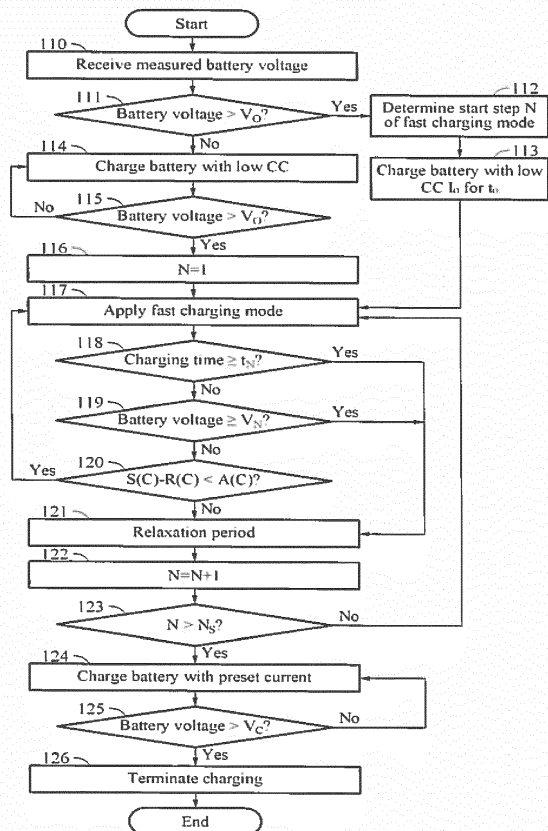 Start
110
Receive measured battery voltage
111
Battery voltage > VO?
Yes
112
Determine start step N
of fast charging mode
No
114
Charge battery with low CC
113
Charge battery with low
CC I0 for t0
No
115
Battery voltage > VO?
Yes
116
N=1
117
Apply fast charging mode
118
Charging time ≧ tN?
Yes
No
119
Battery voltage ≧ VN?
Yes
No
Yes
120
S(C)-R(C) < A(C)?
No
121
Relaxation period
122
N=N+1
123
N > NS?
No
Yes
124
Charge battery with preset current
125
Battery voltage > VC?
No
Yes
126
Terminate charging
End